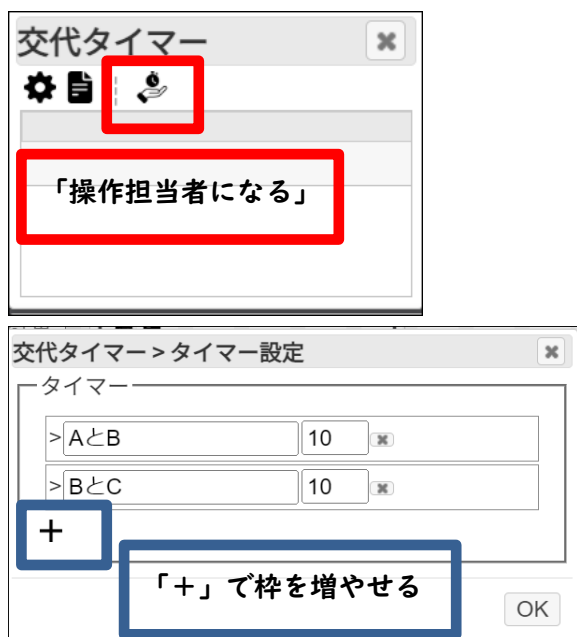 交代タイマー
「操作担当者になる」
交代タイマー > タイマー設定
タイマー
> AとB 10
> BとC 10
+
「+」で枠を増やせる
OK